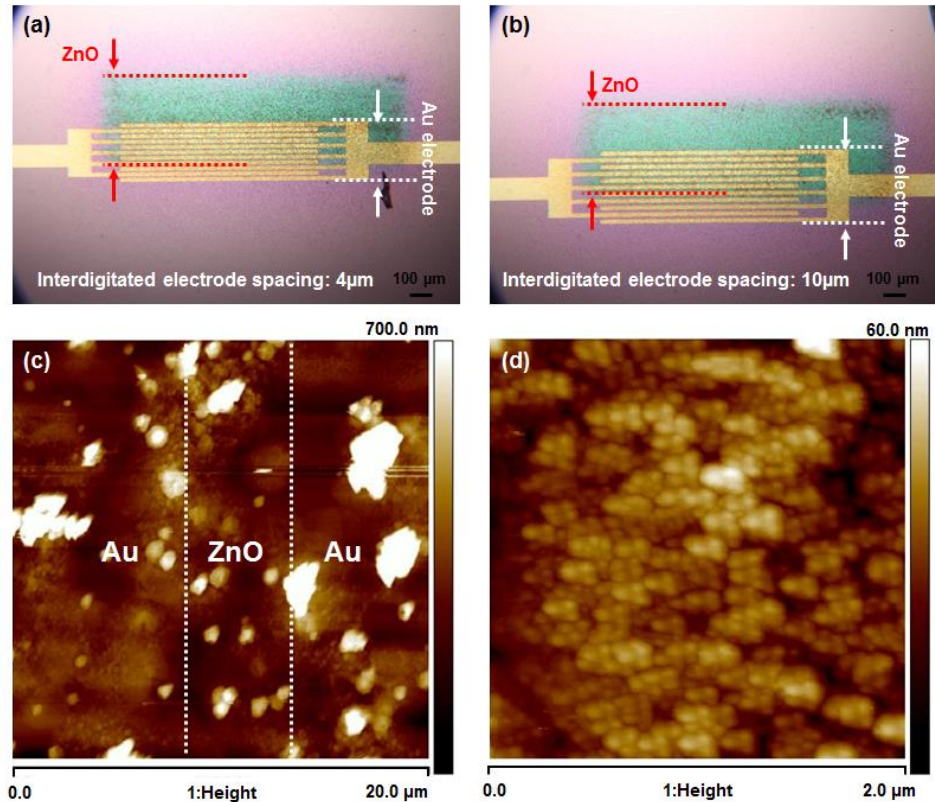 (a)
ZnO
Au electrode
Interdigitated electrode spacing: 4µm
100 µm
(b)
ZnO
Au electrode
Interdigitated electrode spacing: 10µm
100 µm
700.0 nm
(c)
Au
ZnO
Au
0.0
1:Height
20.0 µm
60.0 nm
(d)
0.0
1:Height
2.0 µm